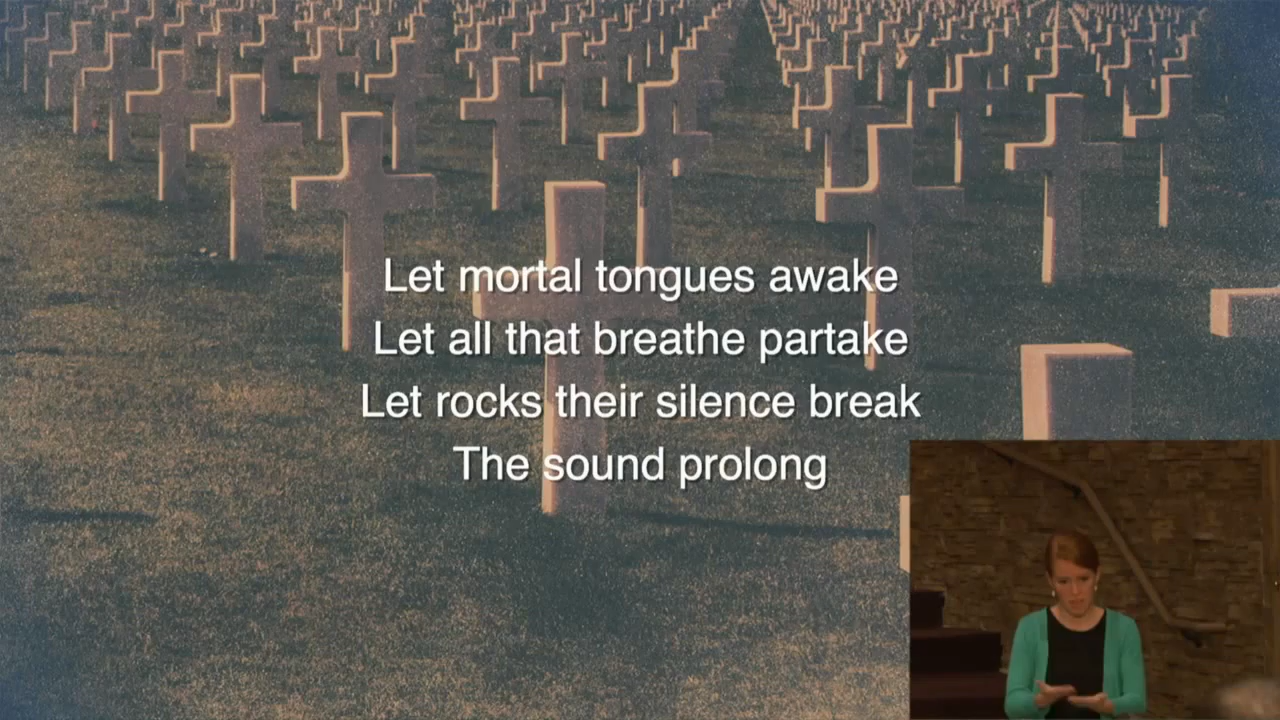 Let mortal tongues awake
Let all that breathe partake
Let rocks their silence break
The sound prolong